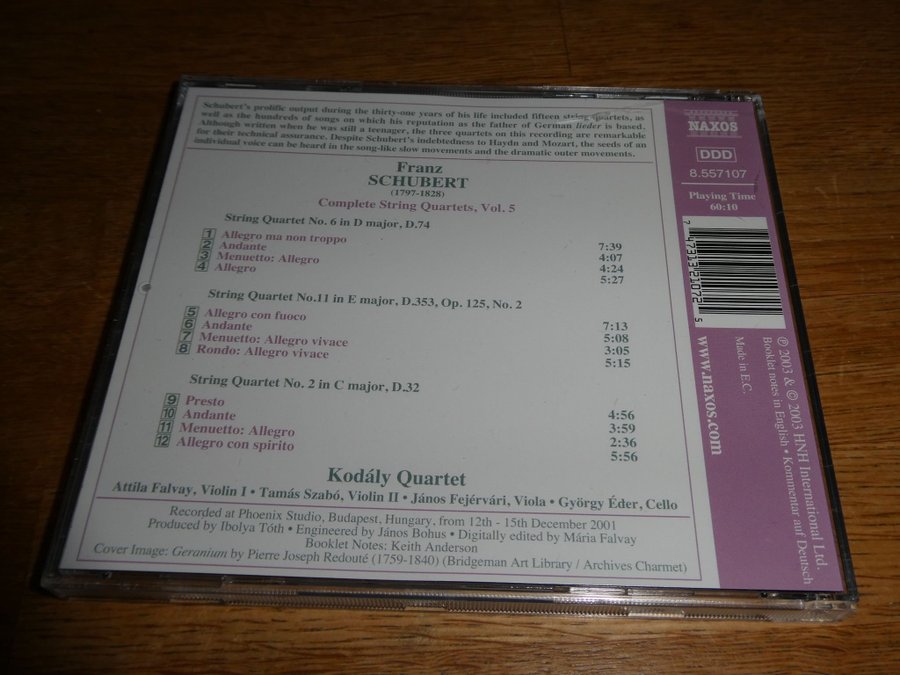 Schubert's prolific output during the thirty-one years of his life included fifteen string quartets, as
well as the hundreds of songs on which his reputation as the father of German lieder is based.
Although written when he was still a teenager, the three quartets on this recording are remarkable
for their technical assurance. Despite Schubert's indebtedness to Haydn and Mozart, the seeds of an
individual voice can be heard in the song-like slow movements and the dramatic outer movements.
Franz
SCHUBERT
(1797-1828)
Complete String Quartets, Vol. 5
String Quartet No. 6 in D major, D.74
1 Allegro ma non troppo 7:39
2 Andante 4:07
3 Menuetto: Allegro 4:24
4 Allegro 5:27
String Quartet No.11 in E major, D.353, Op. 125, No. 2
5 Allegro con fuoco 7:13
6 Andante 5:08
7 Menuetto: Allegro vivace 3:05
8 Rondo: Allegro vivace 5:15
String Quartet No. 2 in C major, D.32
9 Presto 4:56
10 Andante 3:59
11 Menuetto: Allegro 2:36
12 Allegro con spirito 5:56
Kodály Quartet
Attila Falvay, Violin I • Tamás Szabó, Violin II • János Fejérvári, Viola • György Éder, Cello
Recorded at Phoenix Studio, Budapest, Hungary, from 12th - 15th December 2001
Produced by Ibolya Tóth • Engineered by János Bohus • Digitally edited by Mária Falvay
Booklet Notes: Keith Anderson
Cover Image: Geranium by Pierre Joseph Redouté (1759-1840) (Bridgeman Art Library / Archives Charmet)
NAXOS
DDD
8.557107
Playing Time
60:10
7 47313 21072 5
www.naxos.com
Made in E.C.
℗ 2003 & © 2003 HNH International Ltd.
Booklet notes in English • Kommentar auf Deutsch